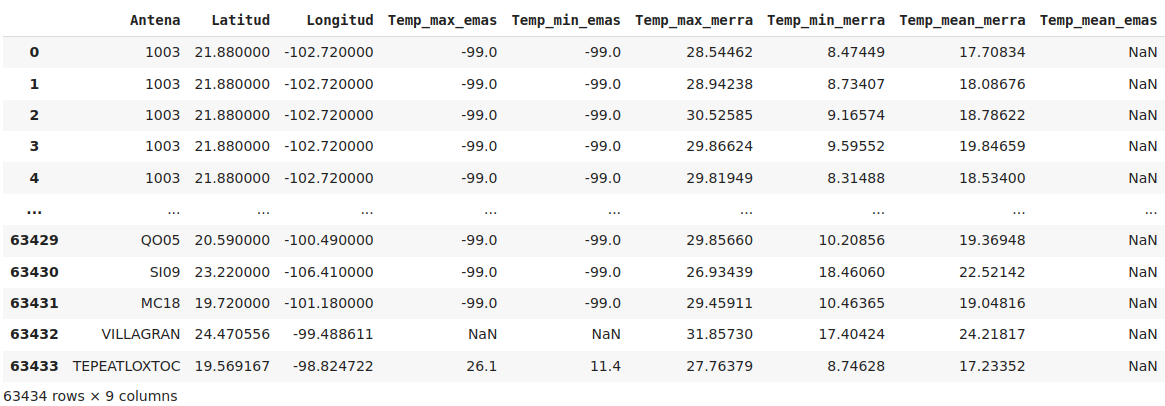 Antena Latitud Longitud Temp_max_emas Temp_min_emas Temp_max_merra Temp_min_merra Temp_mean_merra Temp_mean_emas
0 1003 21.880000 -102.720000 -99.0 -99.0 28.54462 8.47449 17.70834 NaN
1 1003 21.880000 -102.720000 -99.0 -99.0 28.94238 8.73407 18.08676 NaN
2 1003 21.880000 -102.720000 -99.0 -99.0 30.52585 9.16574 18.78622 NaN
3 1003 21.880000 -102.720000 -99.0 -99.0 29.86624 9.59552 19.84659 NaN
4 1003 21.880000 -102.720000 -99.0 -99.0 29.81949 8.31488 18.53400 NaN
... ... ... ... ... ... ... ... ... ...
63429 QO05 20.590000 -100.490000 -99.0 -99.0 29.85660 10.20856 19.36948 NaN
63430 SI09 23.220000 -106.410000 -99.0 -99.0 26.93439 18.46060 22.52142 NaN
63431 MC18 19.720000 -101.180000 -99.0 -99.0 29.45911 10.46365 19.04816 NaN
63432 VILLAGRAN 24.470556 -99.488611 NaN NaN 31.85730 17.40424 24.21817 NaN
63433 TEPEATLOXTOC 19.569167 -98.824722 26.1 11.4 27.76379 8.74628 17.23352 NaN
63434 rows × 9 columns